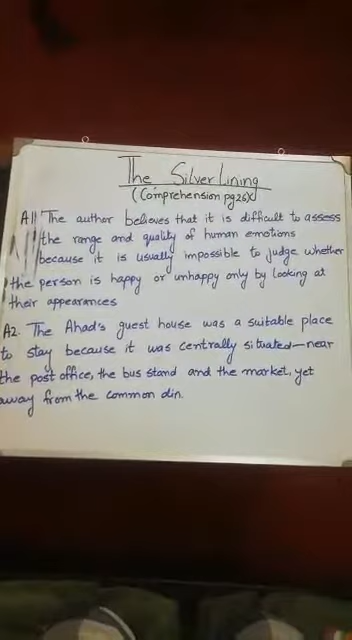 The Silver Lining
(Comprehension pg26)
A1| The author believes that it is difficult to assess
the range and quality of human emotions
because it is usually impossible to judge whether
the person is happy or unhappy only by looking at
their appearances
A2. The Ahad's guest house was a suitable place
to stay because it was centrally situated—near
the post office, the bus stand and the market, yet
away from the common din.